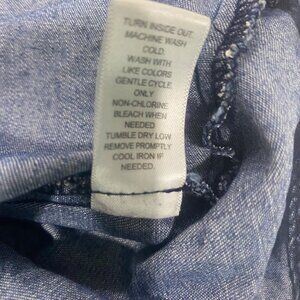 TURN INSIDE OUT.
MACHINE WASH
COLD.
WASH WITH
LIKE COLORS
GENTLE CYCLE
ONLY
NON-CHLORINE
BLEACH WHEN
NEEDED
TUMBLE DRY LOW
REMOVE PROMPTLY
COOL IRON IF
NEEDED.